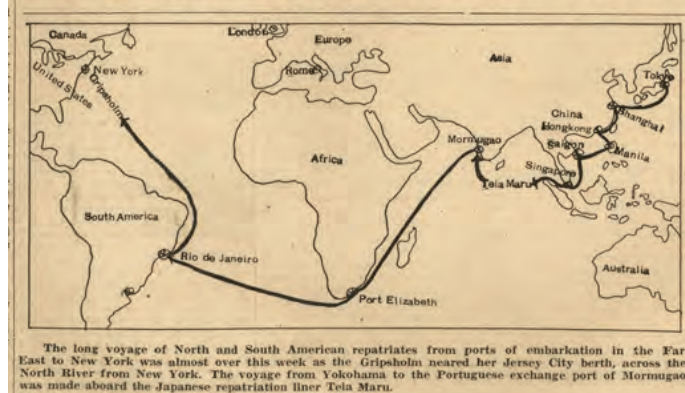 Canada
London
Europe
Asia
New York
United States
Gripsholm
Rome
Tokyo
Shanghai
China
Hongkong
Mormugao
Saigon
Manila
Africa
Singapore
Teia Maru
South America
Rio de Janeiro
Australia
Port Elizabeth
The long voyage of North and South American repatriates from ports of embarkation in the Far
East to New York was almost over this week as the Gripsholm neared her Jersey City berth, across the
North River from New York. The voyage from Yokohama to the Portuguese exchange port of Mormugao
was made aboard the Japanese repatriation liner Teia Maru.